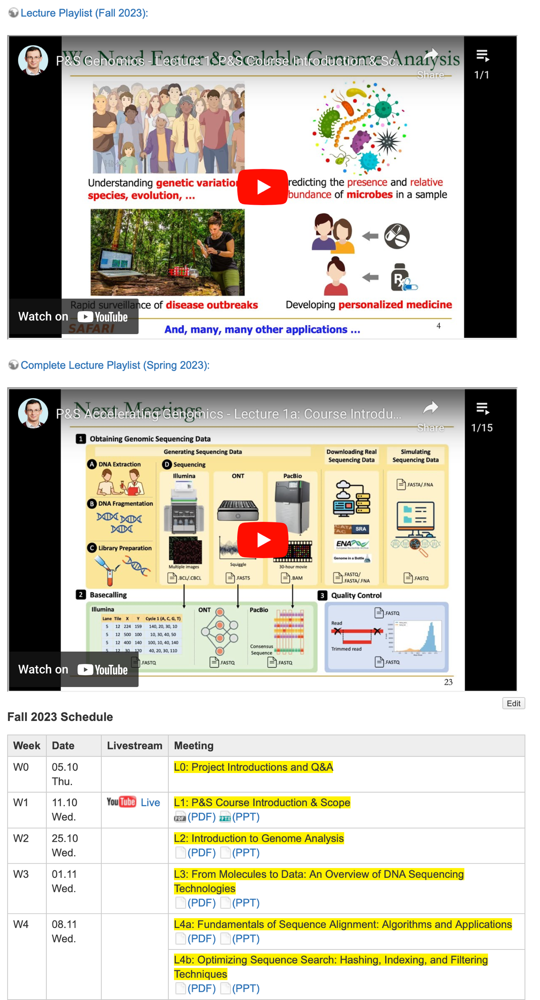 Lecture Playlist (Fall 2023):
We Need Faster & Scalable Genome Analysis
P&S Genomics - Lecture 1: P&S Course Introduction & Sc...
Share
1/1
HMX
Understanding genetic variation
species, evolution, ...
redicting the presence and relative
bundance of microbes in a sample
Rapid surveillance of disease outbreaks
Developing personalized medicine
Watch on YouTube
SAFARI
And, many, many other applications ...
4
Complete Lecture Playlist (Spring 2023):
Next Meetings
P&S Accelerating Genomics - Lecture 1a: Course Introdu...
Share
1/15
1 Obtaining Genomic Sequencing Data
Generating Sequencing Data
Downloading Real
Sequencing Data
Simulating
Sequencing Data
A DNA Extraction
D Sequencing
Illumina
ONT
PacBio
.FASTA/.FNA
B DNA Fragmentation
SRA
ENA
European Nucleotide Archive
C Library Preparation
Genome in a Bottle
Multiple images
Squiggle
30-hour movie
.BCL/.CBCL
.FAST5
.BAM
.FASTQ/
.FASTA/.FNA
.FASTQ
2 Basecalling
3 Quality Control
Illumina
ONT
PacBio
.FASTQ
Lane Tile X Y Cycle 1 (A, C, G, T)
5 12 224 159 140, 20, 30, 10
5 12 500 100 10, 30, 40, 50
5 12 400 140 100, 10, 40, 140
5 12 30 120 40, 20, 30, 110
Read
Consensus
Sequence
Trimmed read
.FASTQ
.FASTQ
.FASTQ
.FASTQ
Watch on YouTube
23
Edit
Fall 2023 Schedule
Week Date Livestream Meeting
W0 05.10 L0: Project Introductions and Q&A
Thu.
W1 11.10 YouTube Live L1: P&S Course Introduction & Scope
Wed. PDF (PDF) PPTX (PPT)
W2 25.10 L2: Introduction to Genome Analysis
Wed. (PDF) (PPT)
W3 01.11 L3: From Molecules to Data: An Overview of DNA Sequencing
Wed. Technologies
(PDF) (PPT)
W4 08.11 L4a: Fundamentals of Sequence Alignment: Algorithms and Applications
Wed. (PDF) (PPT)
L4b: Optimizing Sequence Search: Hashing, Indexing, and Filtering
Techniques
(PDF) (PPT)